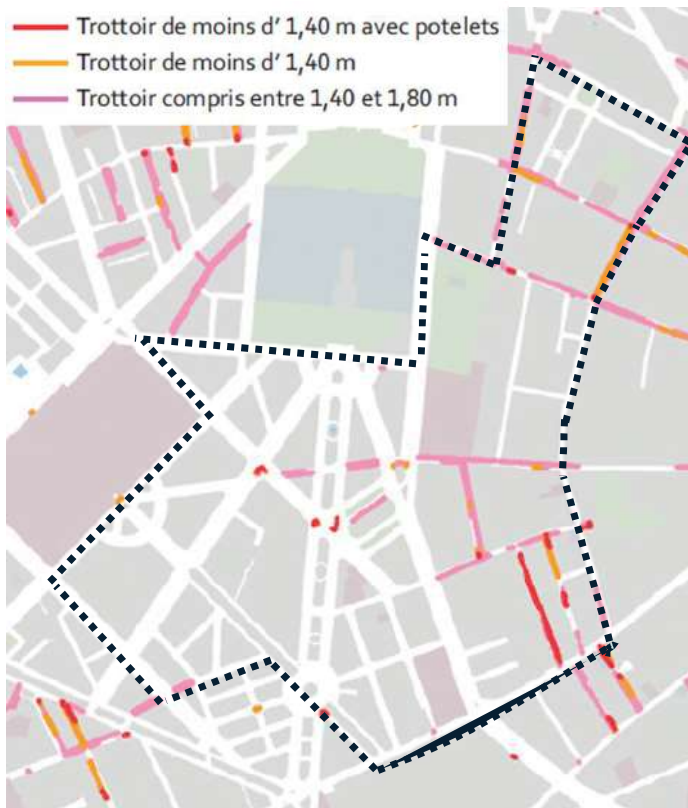 Trottoir de moins d’ 1,40 m avec potelets
Trottoir de moins d’ 1,40 m
Trottoir compris entre 1,40 et 1,80 m